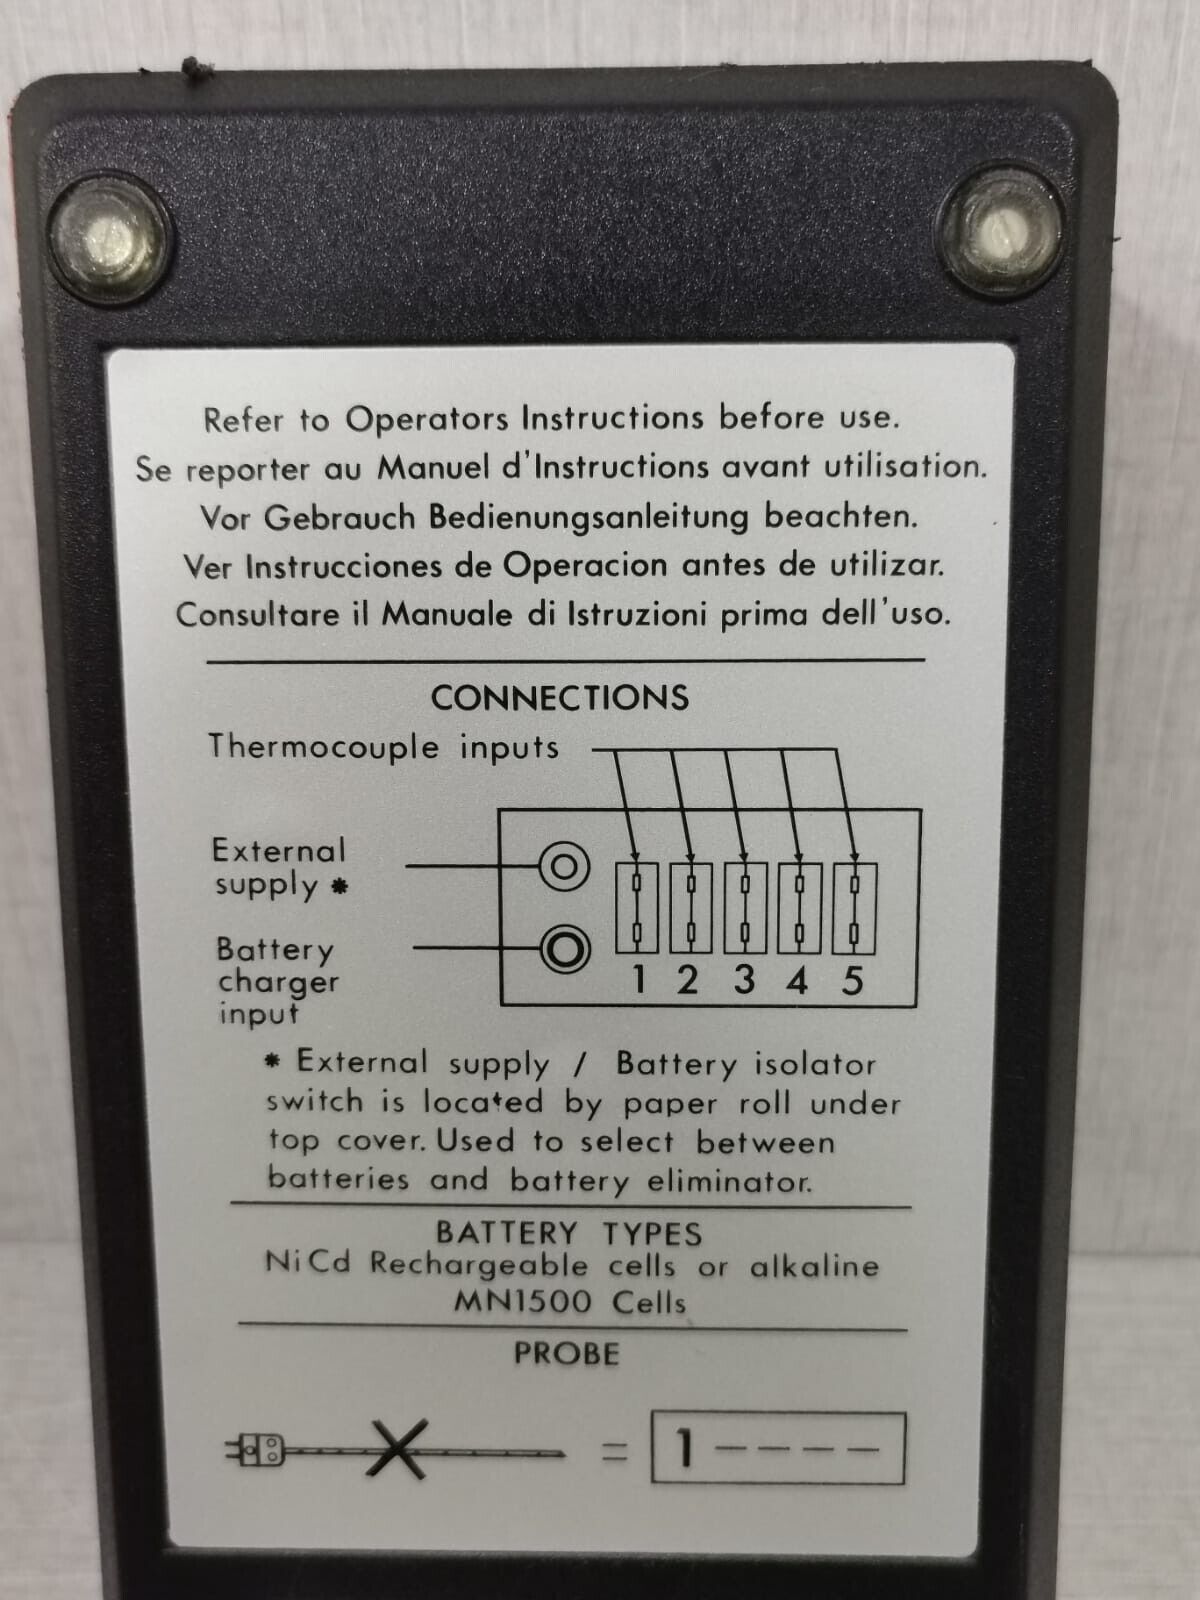 Refer to Operators Instructions before use.
Se reporter au Manuel d'Instructions avant utilisation.
Vor Gebrauch Bedienungsanleitung beachten.
Ver Instrucciones de Operacion antes de utilizar.
Consultare il Manuale di Istruzioni prima dell'uso.
CONNECTIONS
Thermocouple inputs
External
supply *
Battery
charger
input
1 2 3 4 5
* External supply / Battery isolator
switch is located by paper roll under
top cover. Used to select between
batteries and battery eliminator.
BATTERY TYPES
NiCd Rechargeable cells or alkaline
MN1500 Cells
PROBE
= 1 – – – –